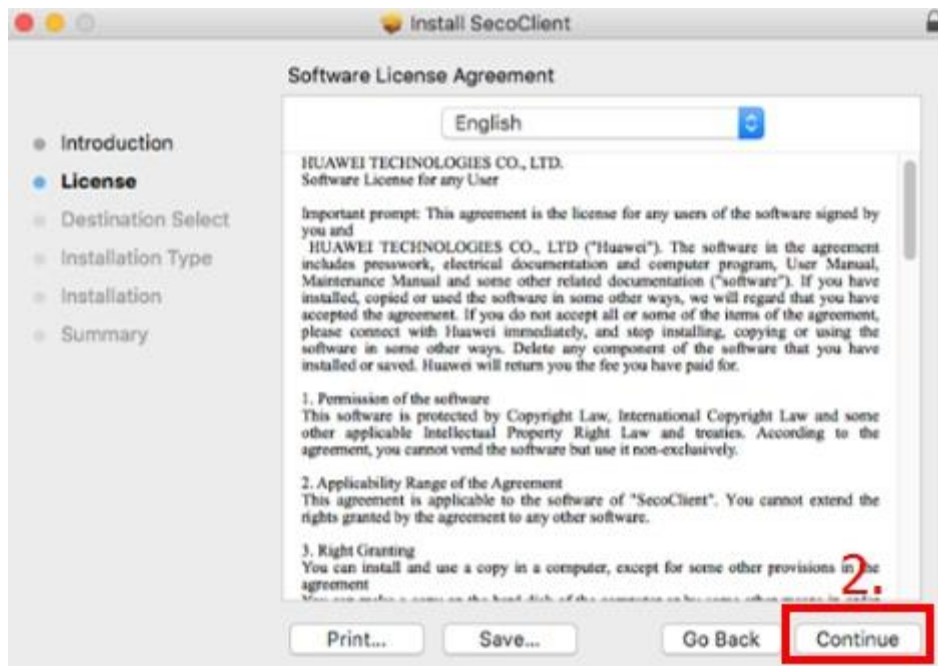 Install SecoClient
Software License Agreement
Introduction
License
Destination Select
Installation Type
Installation
Summary
English
HUAWEI TECHNOLOGIES CO., LTD.
Software License for any User
Important prompt: This agreement is the license for any users of the software signed by
you and
HUAWEI TECHNOLOGIES CO., LTD ("Huawei"). The software in the agreement
includes presswork, electrical documentation and computer program, User Manual,
Maintenance Manual and some other related documentation ("software"). If you have
installed, copied or used the software in some other ways, we will regard that you have
accepted the agreement. If you do not accept all or some of the items of the agreement,
please connect with Huawei immediately, and stop installing, copying or using the
software in some other ways. Delete any component of the software that you have
installed or saved. Huawei will return you the fee you have paid for.
1. Permission of the software
This software is protected by Copyright Law, International Copyright Law and some
other applicable Intellectual Property Right Law and treaties. According to the
agreement, you cannot vend the software but use it non-exclusively.
2. Applicability Range of the Agreement
This agreement is applicable to the software of "SecoClient". You cannot extend the
rights granted by the agreement to any other software.
3. Right Granting
You can install and use a copy in a computer, except for some other provisions in the
agreement
2.
Print...
Save...
Go Back
Continue